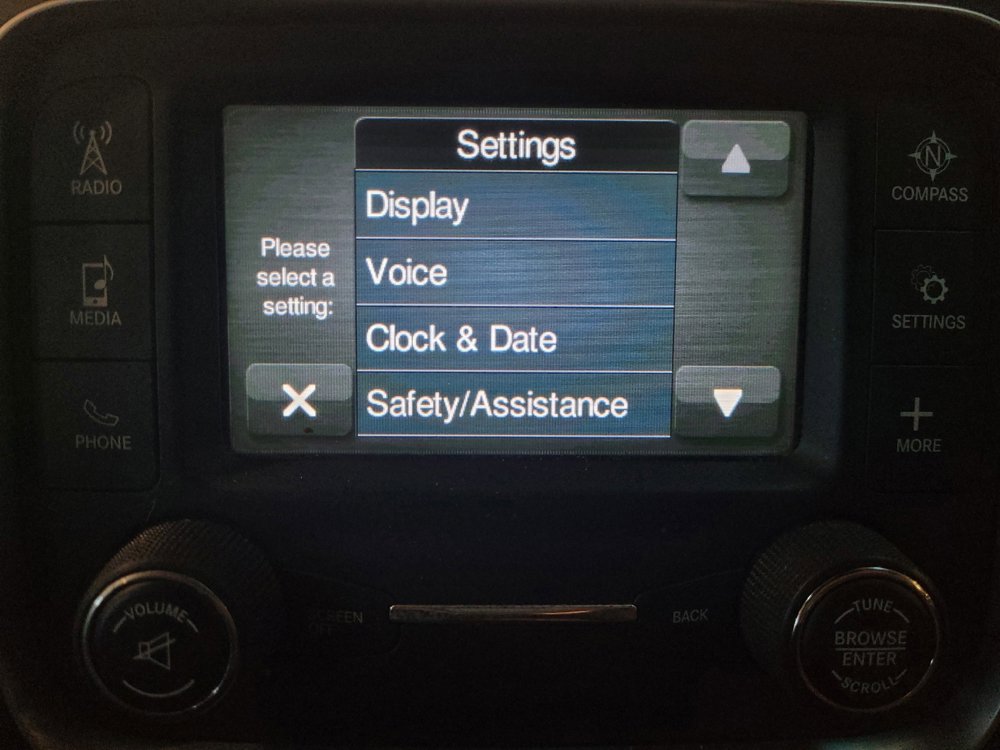 Settings
Display
Voice
Clock & Date
Safety/Assistance
Please
select a
setting:
RADIO
MEDIA
PHONE
N
COMPASS
SETTINGS
MORE
VOLUME
BACK
TUNE
BROWSE
ENTER
SCROLL